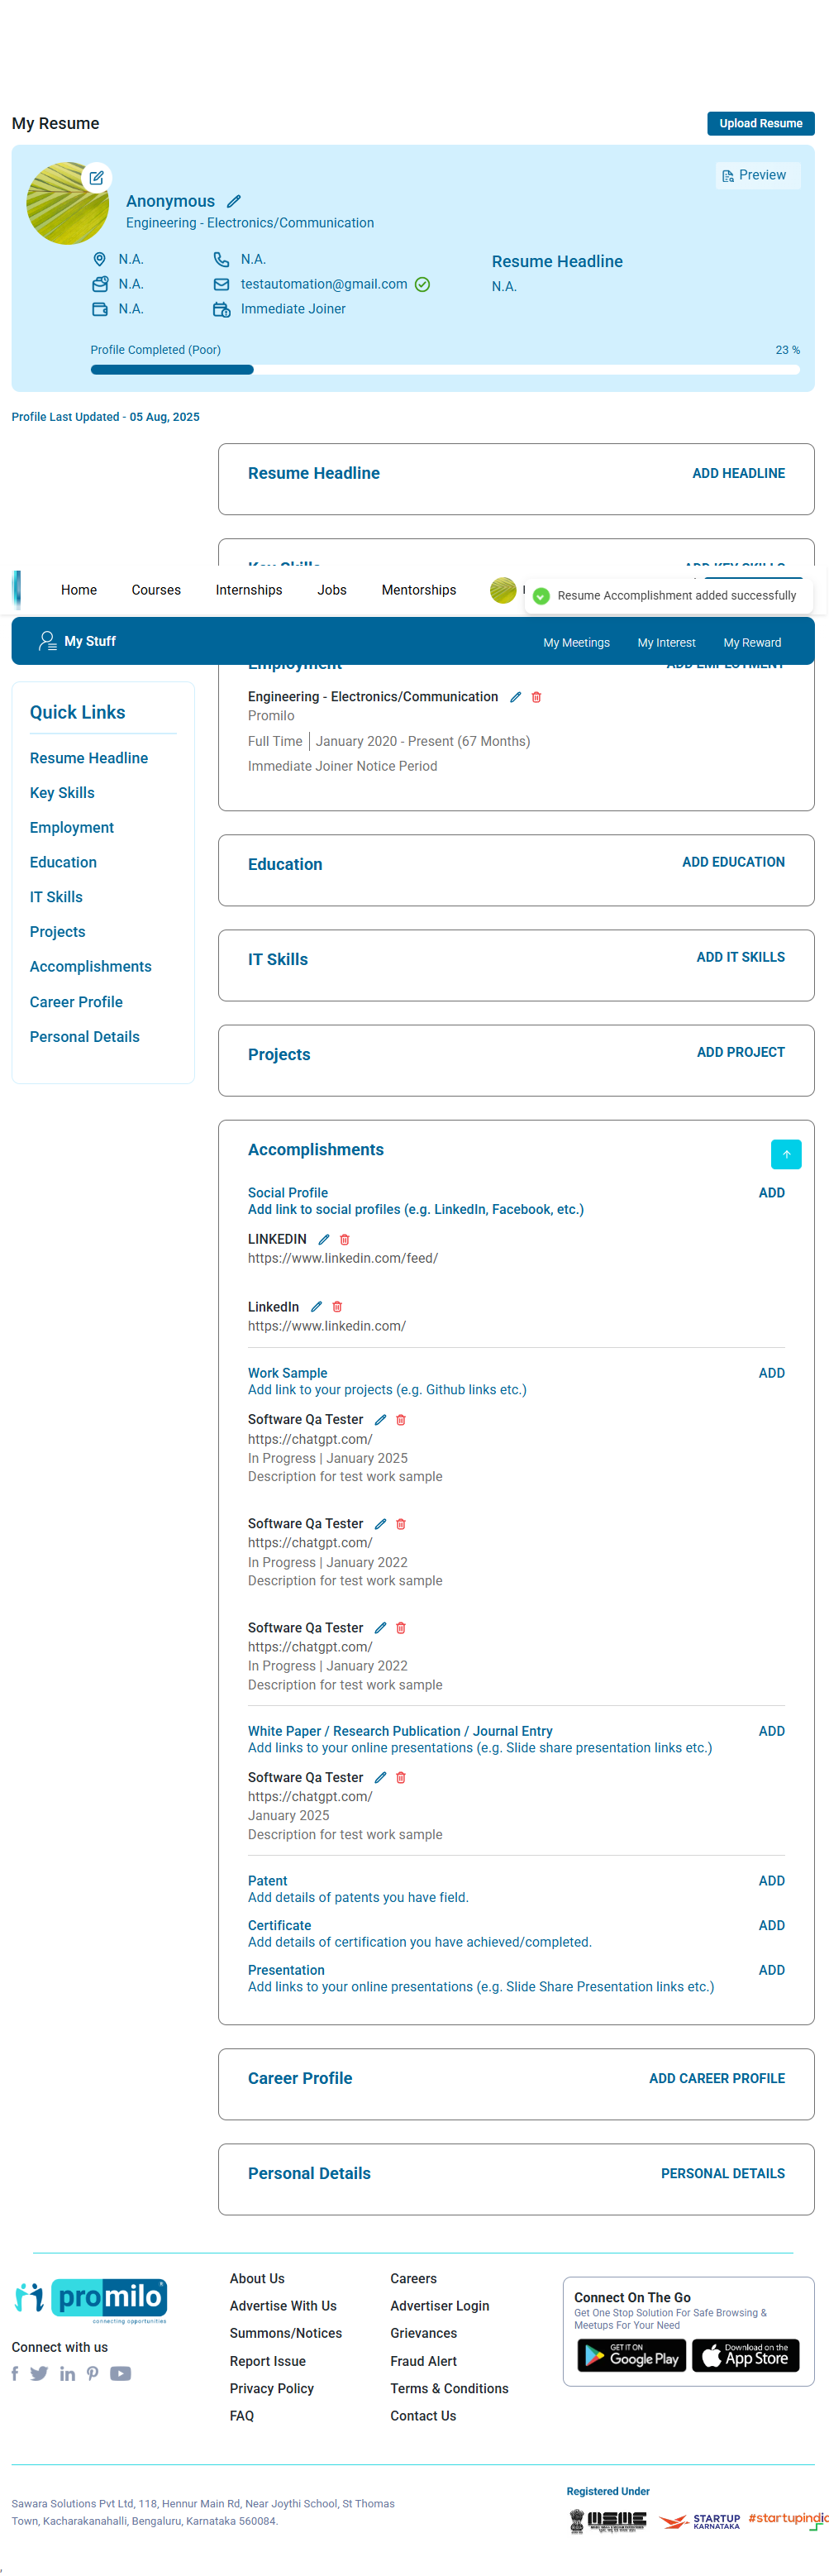 My Resume
Upload Resume
Preview
Anonymous
Engineering - Electronics/Communication
N.A.
N.A.
N.A.
N.A.
testautomation@gmail.com
Immediate Joiner
Resume Headline
N.A.
Profile Completed (Poor)
23 %
Profile Last Updated - 05 Aug, 2025
Resume Headline
ADD HEADLINE
Home
Courses
Internships
Jobs
Mentorships
Resume Accomplishment added successfully
My Stuff
My Meetings
My Interest
My Reward
Employment
ADD EMPLOYMENT
Quick Links
Resume Headline
Key Skills
Employment
Education
IT Skills
Projects
Accomplishments
Career Profile
Personal Details
Engineering - Electronics/Communication
Promilo
Full Time | January 2020 - Present (67 Months)
Immediate Joiner Notice Period
Education
ADD EDUCATION
IT Skills
ADD IT SKILLS
Projects
ADD PROJECT
Accomplishments
Social Profile
ADD
Add link to social profiles (e.g. LinkedIn, Facebook, etc.)
LINKEDIN
https://www.linkedin.com/feed/
LinkedIn
https://www.linkedin.com/
Work Sample
ADD
Add link to your projects (e.g. Github links etc.)
Software Qa Tester
https://chatgpt.com/
In Progress | January 2025
Description for test work sample
Software Qa Tester
https://chatgpt.com/
In Progress | January 2022
Description for test work sample
Software Qa Tester
https://chatgpt.com/
In Progress | January 2022
Description for test work sample
White Paper / Research Publication / Journal Entry
ADD
Add links to your online presentations (e.g. Slide share presentation links etc.)
Software Qa Tester
https://chatgpt.com/
January 2025
Description for test work sample
Patent
ADD
Add details of patents you have field.
Certificate
ADD
Add details of certification you have achieved/completed.
Presentation
ADD
Add links to your online presentations (e.g. Slide Share Presentation links etc.)
Career Profile
ADD CAREER PROFILE
Personal Details
PERSONAL DETAILS
promilo
connecting opportunities
Connect with us
About Us
Advertise With Us
Summons/Notices
Report Issue
Privacy Policy
FAQ
Careers
Advertiser Login
Grievances
Fraud Alert
Terms & Conditions
Contact Us
Connect On The Go
Get One Stop Solution For Safe Browsing &
Meetups For Your Need
GET IT ON
Google Play
Download on the
App Store
Sawara Solutions Pvt Ltd, 118, Hennur Main Rd, Near Joythi School, St Thomas
Town, Kacharakanahalli, Bengaluru, Karnataka 560084.
Registered Under
MSME
STARTUP
KARNATAKA
#startupindia
,